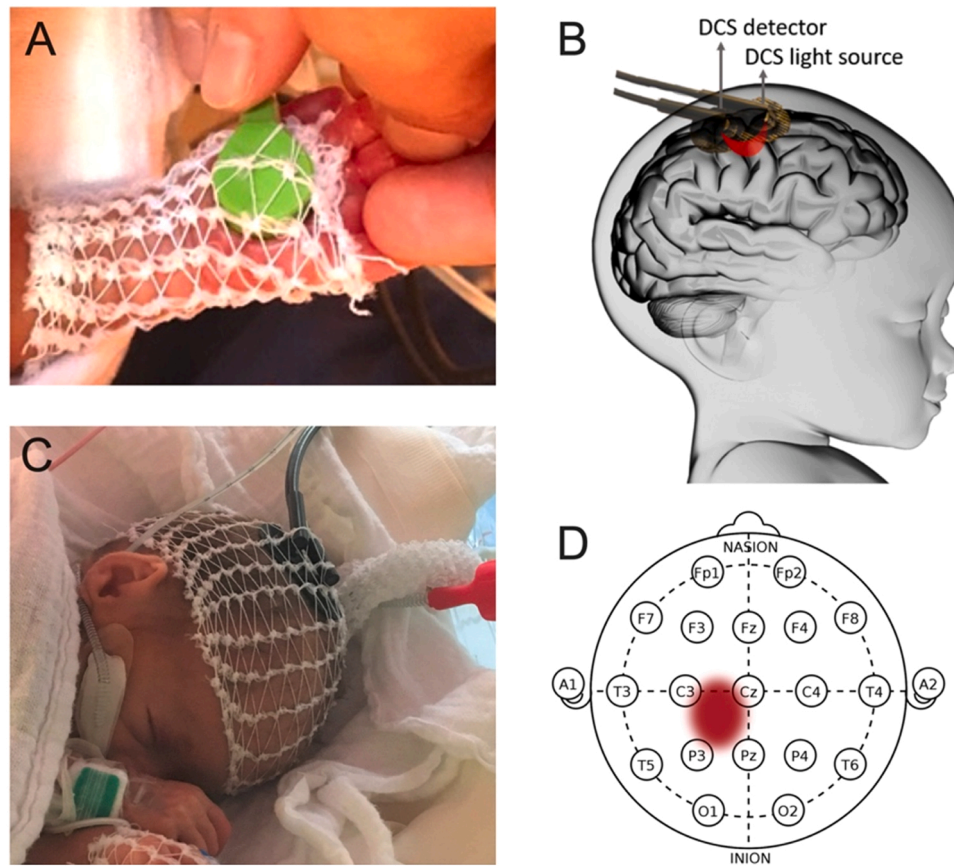 A
B
DCS detector
DCS light source
C
D
NASION
Fp1 Fp2
F7 F3 Fz F4 F8
A1 T3 C3 Cz C4 T4 A2
T5 P3 Pz P4 T6
O1 O2
INION